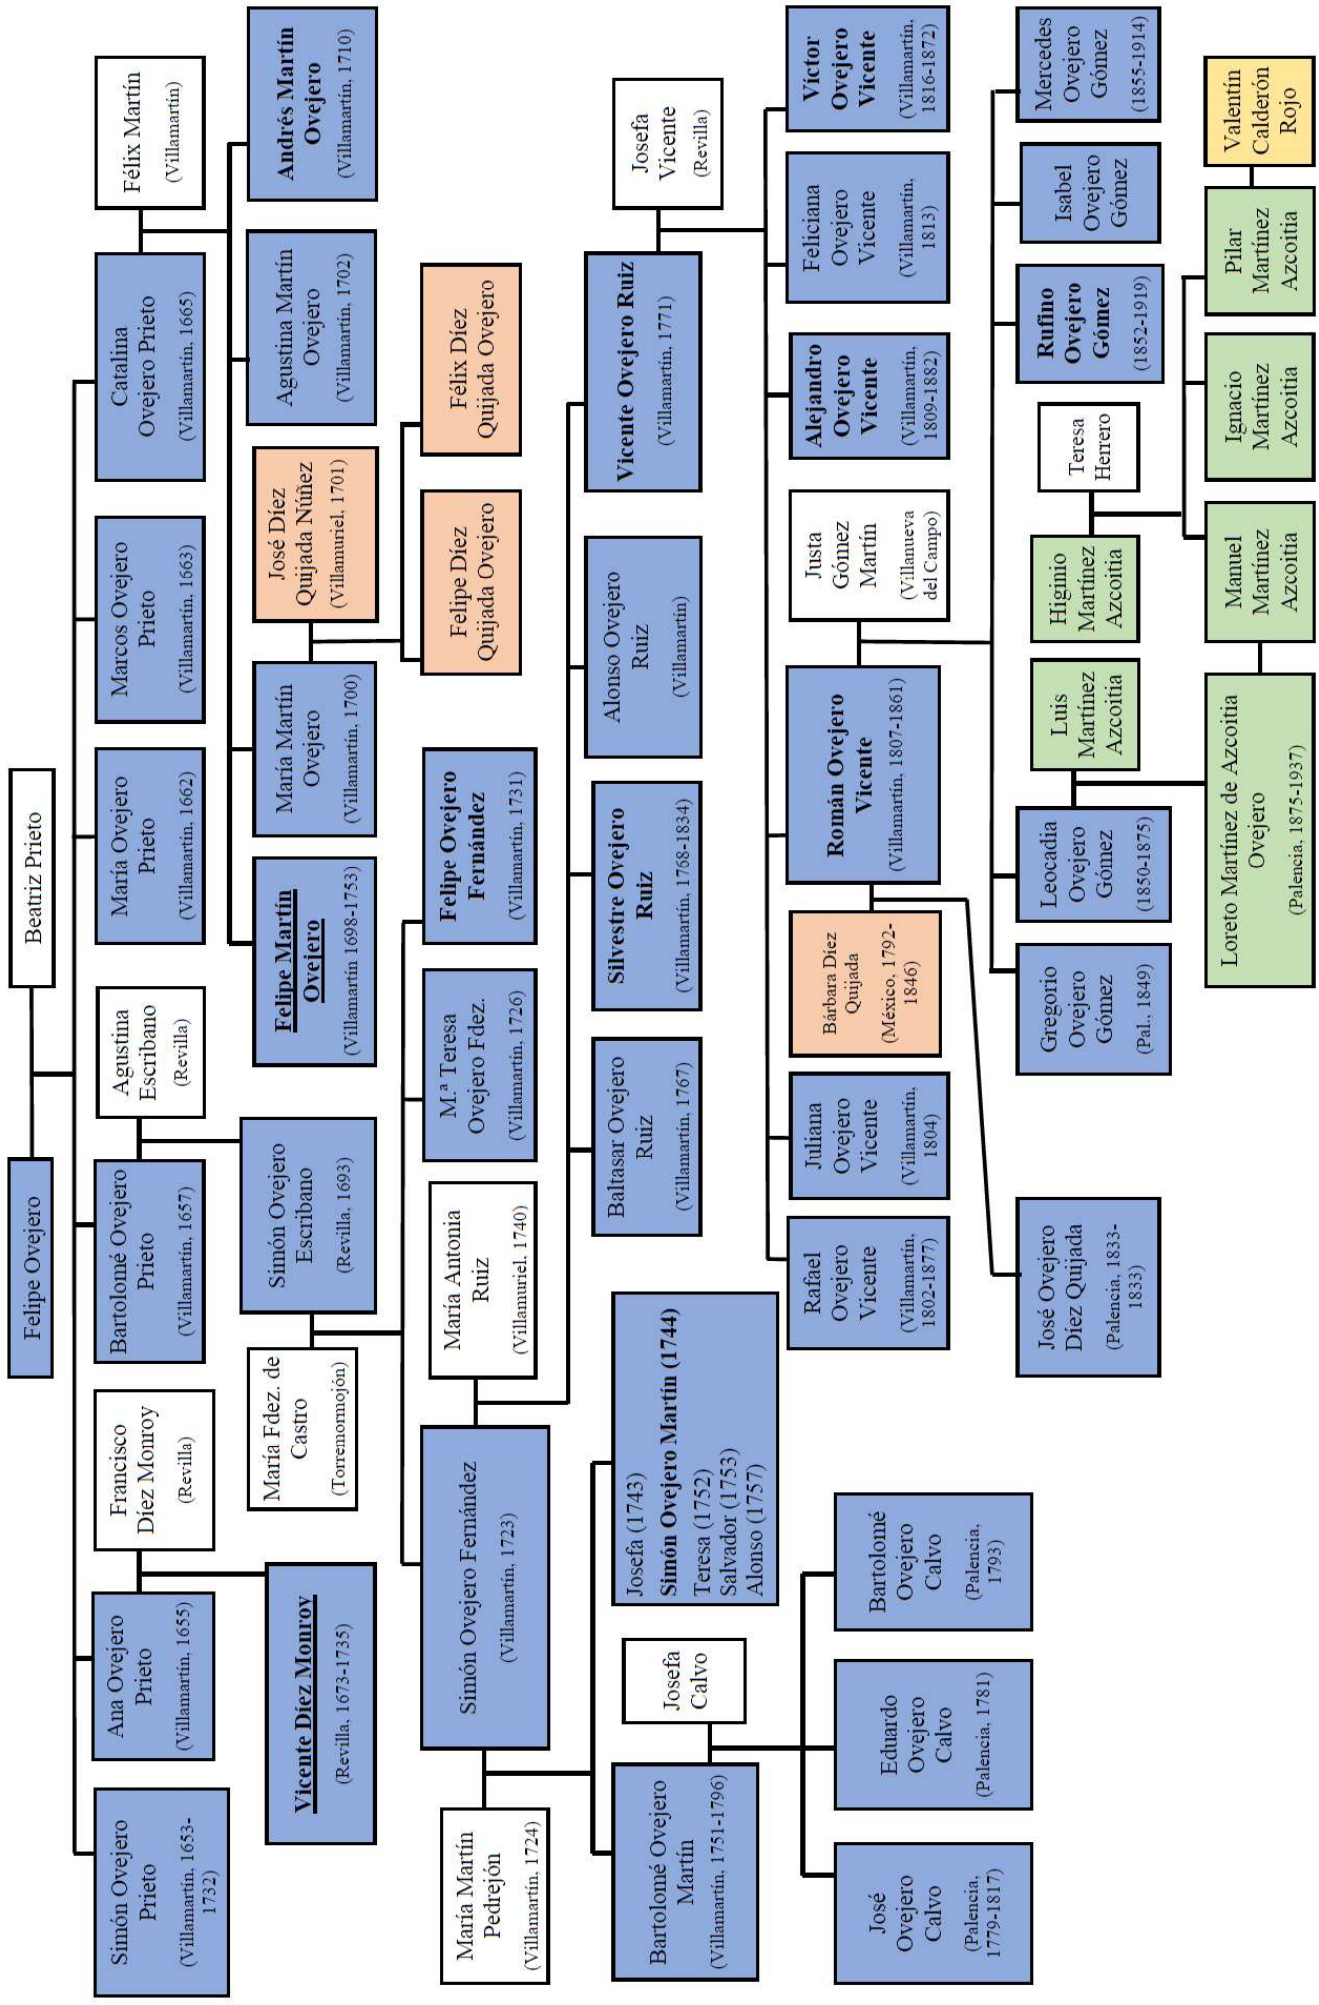 Felipe Ovejero
Beatriz Prieto
Simón Ovejero
Prieto
(Villamartín, 1653-
1732)
Ana Ovejero
Prieto
(Villamartín, 1655)
Francisco
Díez Monroy
(Revilla)
Bartolomé Ovejero
Prieto
(Villamartín, 1657)
Agustina
Escribano
(Revilla)
María Ovejero
Prieto
(Villamartín, 1662)
Marcos Ovejero
Prieto
(Villamartín, 1663)
Catalina
Ovejero Prieto
(Villamartín, 1665)
Félix Martín
(Villamartín)
Vicente Díez Monroy
(Revilla, 1673-1735)
María Fdez. de
Castro
(Torremormojón)
Simón Ovejero
Escribano
(Revilla, 1693)
Felipe Martín
Ovejero
(Villamartín 1698-1753)
María Martín
Ovejero
(Villamartín, 1700)
José Díez
Quijada Núñez
(Villamuriel, 1701)
Agustina Martín
Ovejero
(Villamartín, 1702)
Andrés Martín
Ovejero
(Villamartín, 1710)
María Martín
Pedrejón
(Villamartín, 1724)
Simón Ovejero Fernández
(Villamartín, 1723)
María Antonia
Ruiz
(Villamuriel, 1740)
M.ª Teresa
Ovejero Fdez.
(Villamartín, 1726)
Felipe Ovejero
Fernández
(Villamartín, 1731)
Felipe Díez
Quijada Ovejero
Félix Díez
Quijada Ovejero
Bartolomé Ovejero
Martín
(Villamartín, 1751-1796)
Josefa
Calvo
Josefa (1743)
Simón Ovejero Martín (1744)
Teresa (1752)
Salvador (1753)
Alonso (1757)
Baltasar Ovejero
Ruiz
(Villamartín, 1767)
Silvestre Ovejero
Ruiz
(Villamartín, 1768-1834)
Alonso Ovejero
Ruiz
(Villamartín)
Vicente Ovejero Ruiz
(Villamartín, 1771)
Josefa
Vicente
(Revilla)
José
Ovejero
Calvo
(Palencia,
1779-1817)
Eduardo
Ovejero
Calvo
(Palencia, 1781)
Bartolomé
Ovejero
Calvo
(Palencia,
1793)
Rafael
Ovejero
Vicente
(Villamartín,
1802-1877)
Juliana
Ovejero
Vicente
(Villamartín,
1804)
Bárbara Díez
Quijada
(México, 1792-
1846)
Román Ovejero
Vicente
(Villamartín, 1807-1861)
Justa
Gómez
Martín
(Villanueva
del Campo)
Alejandro
Ovejero
Vicente
(Villamartín,
1809-1882)
Feliciana
Ovejero
Vicente
(Villamartín,
1813)
Víctor
Ovejero
Vicente
(Villamartín,
1816-1872)
José Ovejero
Díez Quijada
(Palencia, 1833-
1833)
Gregorio
Ovejero
Gómez
(Pal., 1849)
Leocadia
Ovejero
Gómez
(1850-1875)
Luis
Martínez
Azcoitia
Higinio
Martínez
Azcoitia
Teresa
Herrero
Rufino
Ovejero
Gómez
(1852-1919)
Isabel
Ovejero
Gómez
Mercedes
Ovejero
Gómez
(1855-1914)
Loreto Martínez de Azcoitia
Ovejero
(Palencia, 1875-1937)
Manuel
Martínez
Azcoitia
Ignacio
Martínez
Azcoitia
Pilar
Martínez
Azcoitia
Valentín
Calderón
Rojo